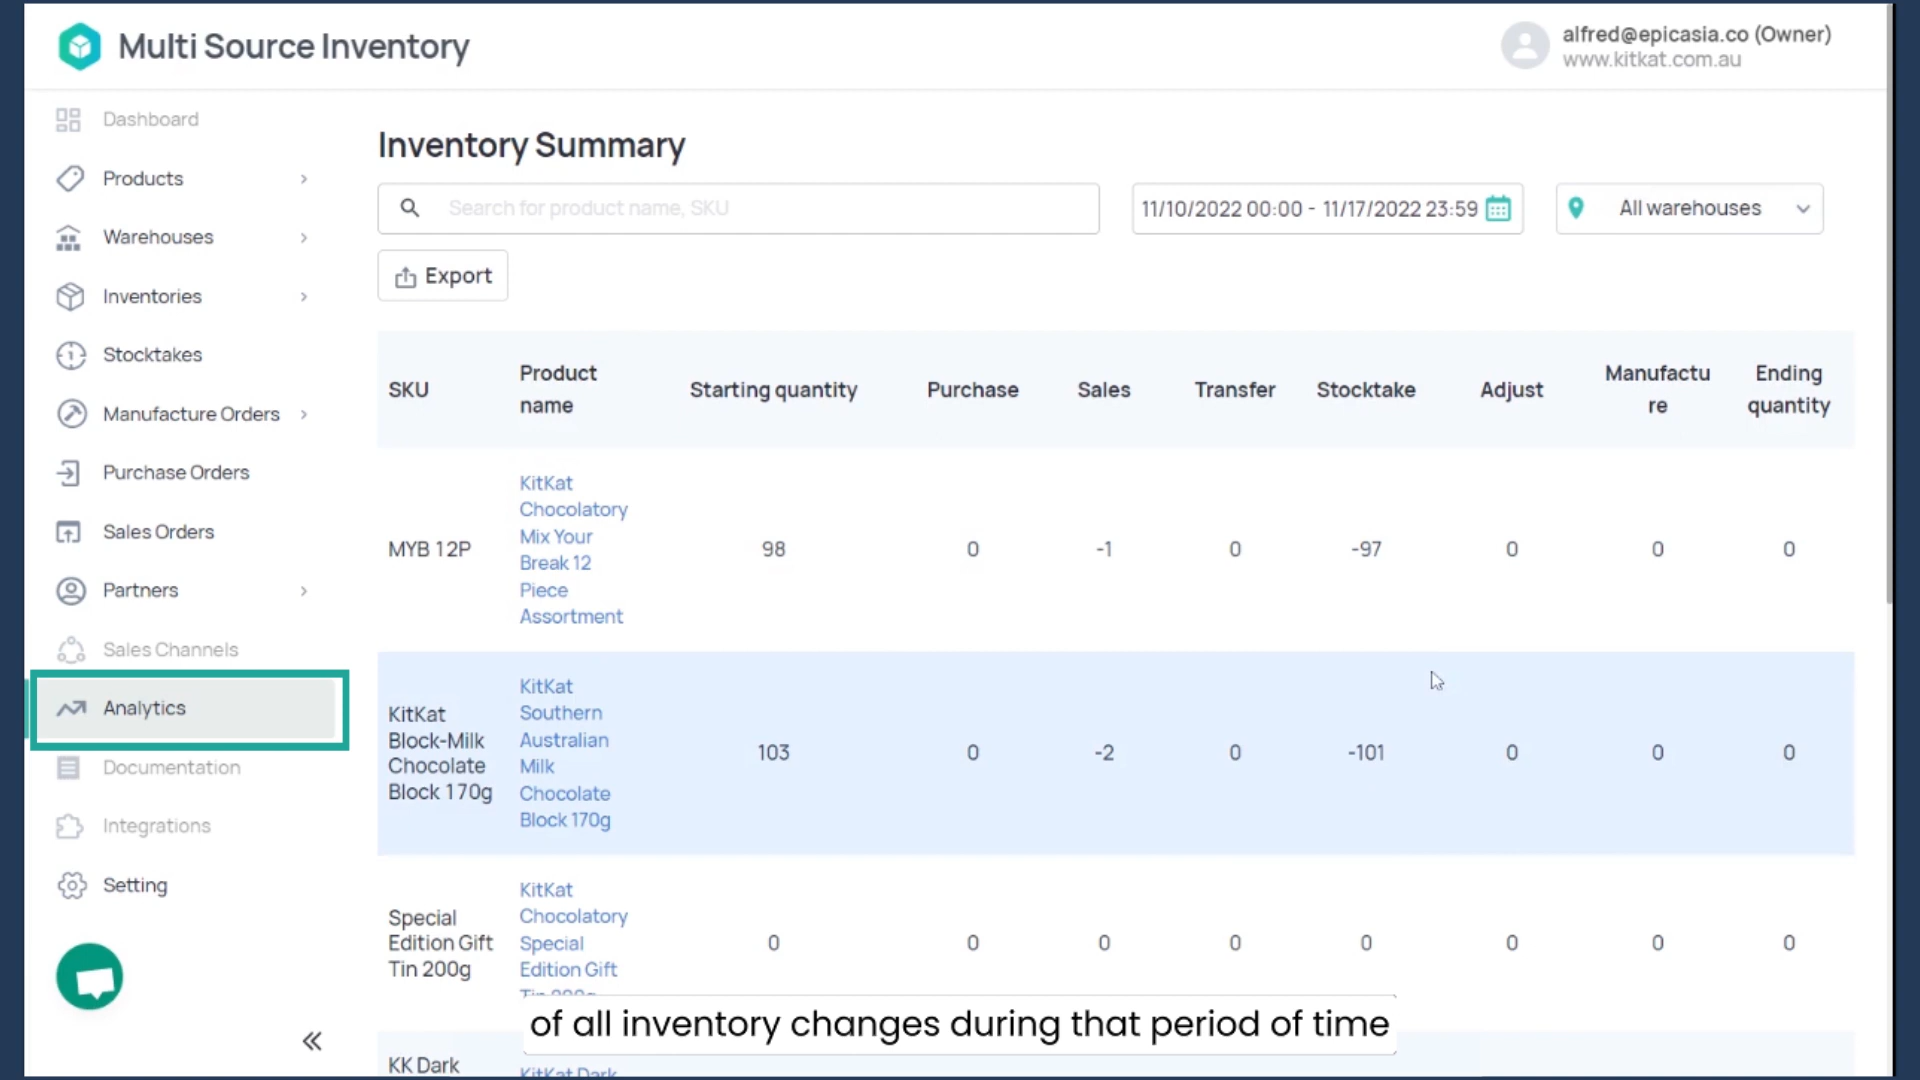 Multi Source Inventory
alfred@epicasia.co (Owner)
www.kitkat.com.au
Dashboard
Products
Warehouses
Inventories
Stocktakes
Manufacture Orders
Purchase Orders
Sales Orders
Partners
Sales Channels
Analytics
Documentation
Integrations
Setting
Inventory Summary
Search for product name, SKU
11/10/2022 00:00 - 11/17/2022 23:59
All warehouses
Export
SKU
Product
name
Starting quantity
Purchase
Sales
Transfer
Stocktake
Adjust
Manufactu
re
Ending
quantity
MYB 12P
KitKat
Chocolatory
Mix Your
Break 12
Piece
Assortment
98
0
-1
0
-97
0
0
0
KitKat
Block-Milk
Chocolate
Block 170g
KitKat
Southern
Australian
Milk
Chocolate
Block 170g
103
0
-2
0
-101
0
0
0
Special
Edition Gift
Tin 200g
KitKat
Chocolatory
Special
Edition Gift
Tin 200g
0
0
0
0
0
0
0
0
of all inventory changes during that period of time
KK Dark
KitKat Dark